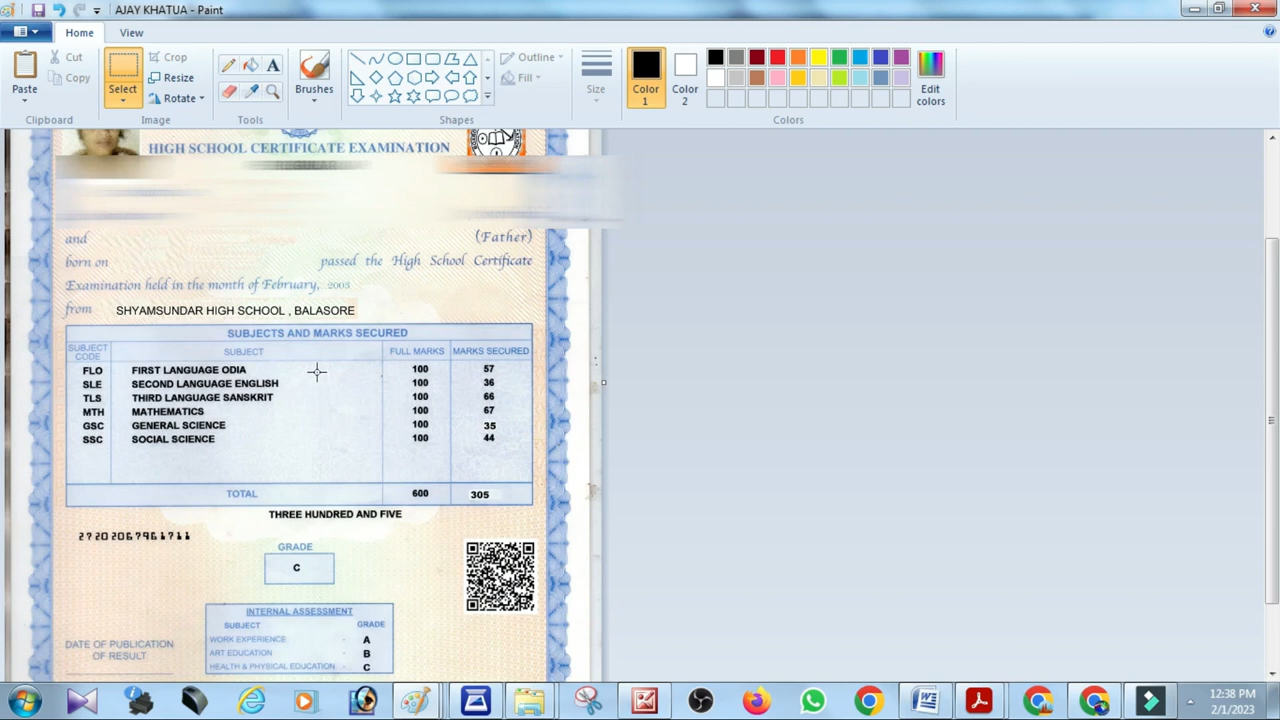 AJAY KHATUA - Paint
Home View
Paste
Cut
Copy
Clipboard
Select
Crop
Resize
Rotate
Image
Tools
Brushes
Shapes
Outline
Fill
Size
Color 1
Color 2
Edit colors
Colors
HIGH SCHOOL CERTIFICATE EXAMINATION
and (Father)
born on passed the High School Certificate
Examination held in the month of February, 2003
from SHYAMSUNDAR HIGH SCHOOL , BALASORE
SUBJECTS AND MARKS SECURED
SUBJECT CODE SUBJECT FULL MARKS MARKS SECURED
FLO FIRST LANGUAGE ODIA 100 57
SLE SECOND LANGUAGE ENGLISH 100 36
TLS THIRD LANGUAGE SANSKRIT 100 66
MTH MATHEMATICS 100 67
GSC GENERAL SCIENCE 100 35
SSC SOCIAL SCIENCE 100 44
TOTAL 600 305
THREE HUNDRED AND FIVE
27202067961711
GRADE
C
INTERNAL ASSESSMENT
SUBJECT GRADE
WORK EXPERIENCE - A
ART EDUCATION - B
HEALTH & PHYSICAL EDUCATION - C
DATE OF PUBLICATION
OF RESULT
12:38 PM
2/1/2023